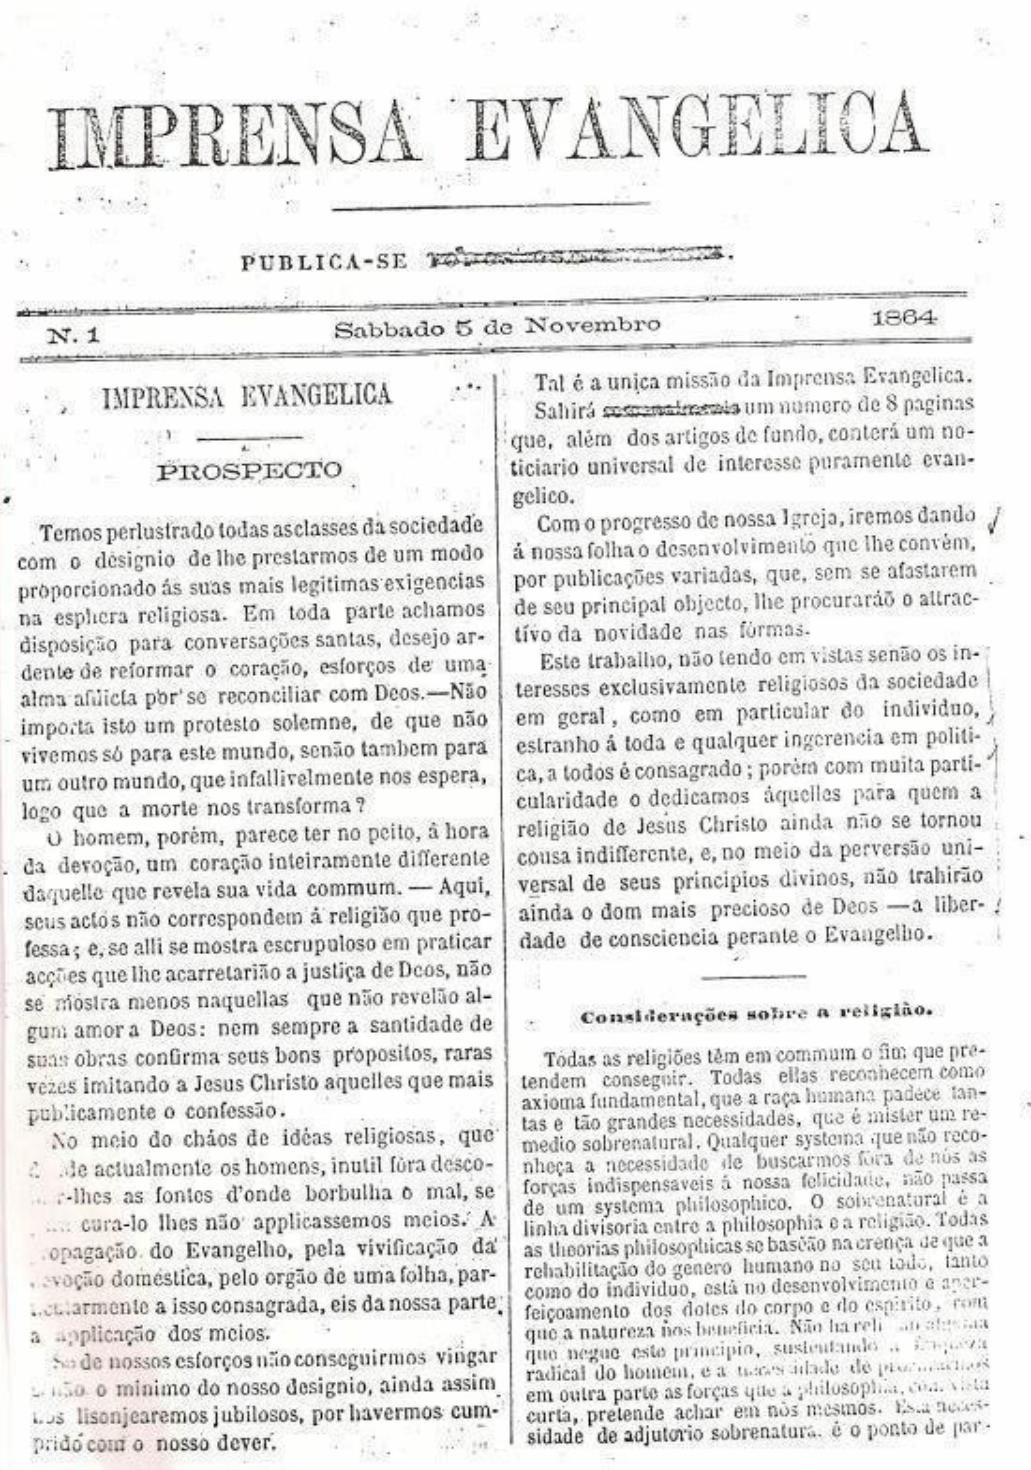 IMPRENSA EVANGELICA
PUBLICA-SE
N. 1
Sabbado 5 de Novembro
1864
IMPRENSA EVANGELICA
PROSPECTO
Temos perlustrado todas as classes da sociedade
com o designio de lhe prestarmos de um modo
proporcionado ás suas mais legitimas exigencias
na esphera religiosa. Em toda parte achamos
disposição para conversações santas, desejo ar-
dente de reformar o coração, esforços de uma
alma afflicta por se reconciliar com Deos.—Não
importa isto um protesto solemne, de que não
vivemos só para este mundo, senão tambem para
um outro mundo, que infallivelmente nos espera,
logo que a morte nos transforma?
O homem, porém, parece ter no peito, á hora
da devoção, um coração inteiramente differente
daquelle que revela sua vida commum. — Aqui,
seus actos não correspondem á religião que pro-
fessa; e, se alli se mostra escrupuloso em praticar
acções que lhe acarretarião a justiça de Deos, não
se mostra menos naquellas que não revelão al-
gum amor a Deos: nem sempre a santidade de
suas obras confirma seus bons propositos, raras
vezes imitando a Jesus Christo aquelles que mais
publicamente o confessão.
No meio do cháos de idéas religiosas, que
actualmente os homens, inutil fóra desco-
-lhes as fontes d'onde borbulha o mal, se
cura-lo lhes não applicassemos meios. A
opagação do Evangelho, pela vivificação da
voção domestica, pelo orgão de uma folha, par-
armente a isso consagrada, eis da nossa parte
a applicação dos meios.
Se de nossos esforços não conseguirmos vingar
o minimo do nosso designio, ainda assim
nos lisonjearemos jubilosos, por havermos cum-
prido com o nosso dever.
Tal é a unica missão da Imprensa Evangelica.
Sahirá um numero de 8 paginas
que, além dos artigos de fundo, conterá um no-
ticiario universal de interesse puramente evan-
gelico.
Com o progresso de nossa Igreja, iremos dando
á nossa folha o desenvolvimento que lhe convém,
por publicações variadas, que, sem se afastarem
de seu principal objecto, lhe procuraráõ o attrac-
tivo da novidade nas fórmas.
Este trabalho, não tendo em vistas senão os in-
teresses exclusivamente religiosos da sociedade
em geral, como em particular do individuo,
estranho á toda e qualquer ingerencia em politi-
ca, a todos é consagrado; porém com muita parti-
cularidade o dedicamos áquelles para quem a
religião de Jesus Christo ainda não se tornou
cousa indifferente, e, no meio da perversão uni-
versal de seus principios divinos, não trahirão
ainda o dom mais precioso de Deos —a liber-
dade de consciencia perante o Evangelho.
Considerações sobre a religião.
Todas as religiões têm em commum o fim que pre-
tendem conseguir. Todas ellas reconhecem como
axioma fundamental, que a raça humana padece tan-
tas e tão grandes necessidades, que é mister um re-
medio sobrenatural. Qualquer systema que não reco-
nheça a necessidade de buscarmos fóra de nós as
forças indispensaveis á nossa felicidade, não passa
de um systema philosophico. O sobrenatural é a
linha divisoria entre a philosophia e a religião. Todas
as theorias philosophicas se baseão na crença de que a
rehabilitação do genero humano no seu todo, tanto
como do individuo, está no desenvolvimento e aper-
feiçoamento dos dotes do corpo e do espirito, com
que a natureza nos beneficia. Não ha reli alguma
que negue este principio, sustentando a fraqueza
radical do homem, e a necessidade de procurarmos
em outra parte as forças que a philosophia, com vista
curta, pretende achar em nós mesmos. Esta neces-
sidade de adjutorio sobrenatural é o ponto de par-